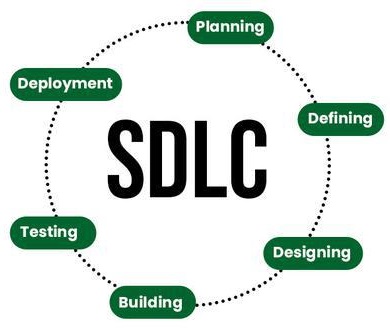 Planning
Deployment
Defining
SDLC
Testing
Designing
Building